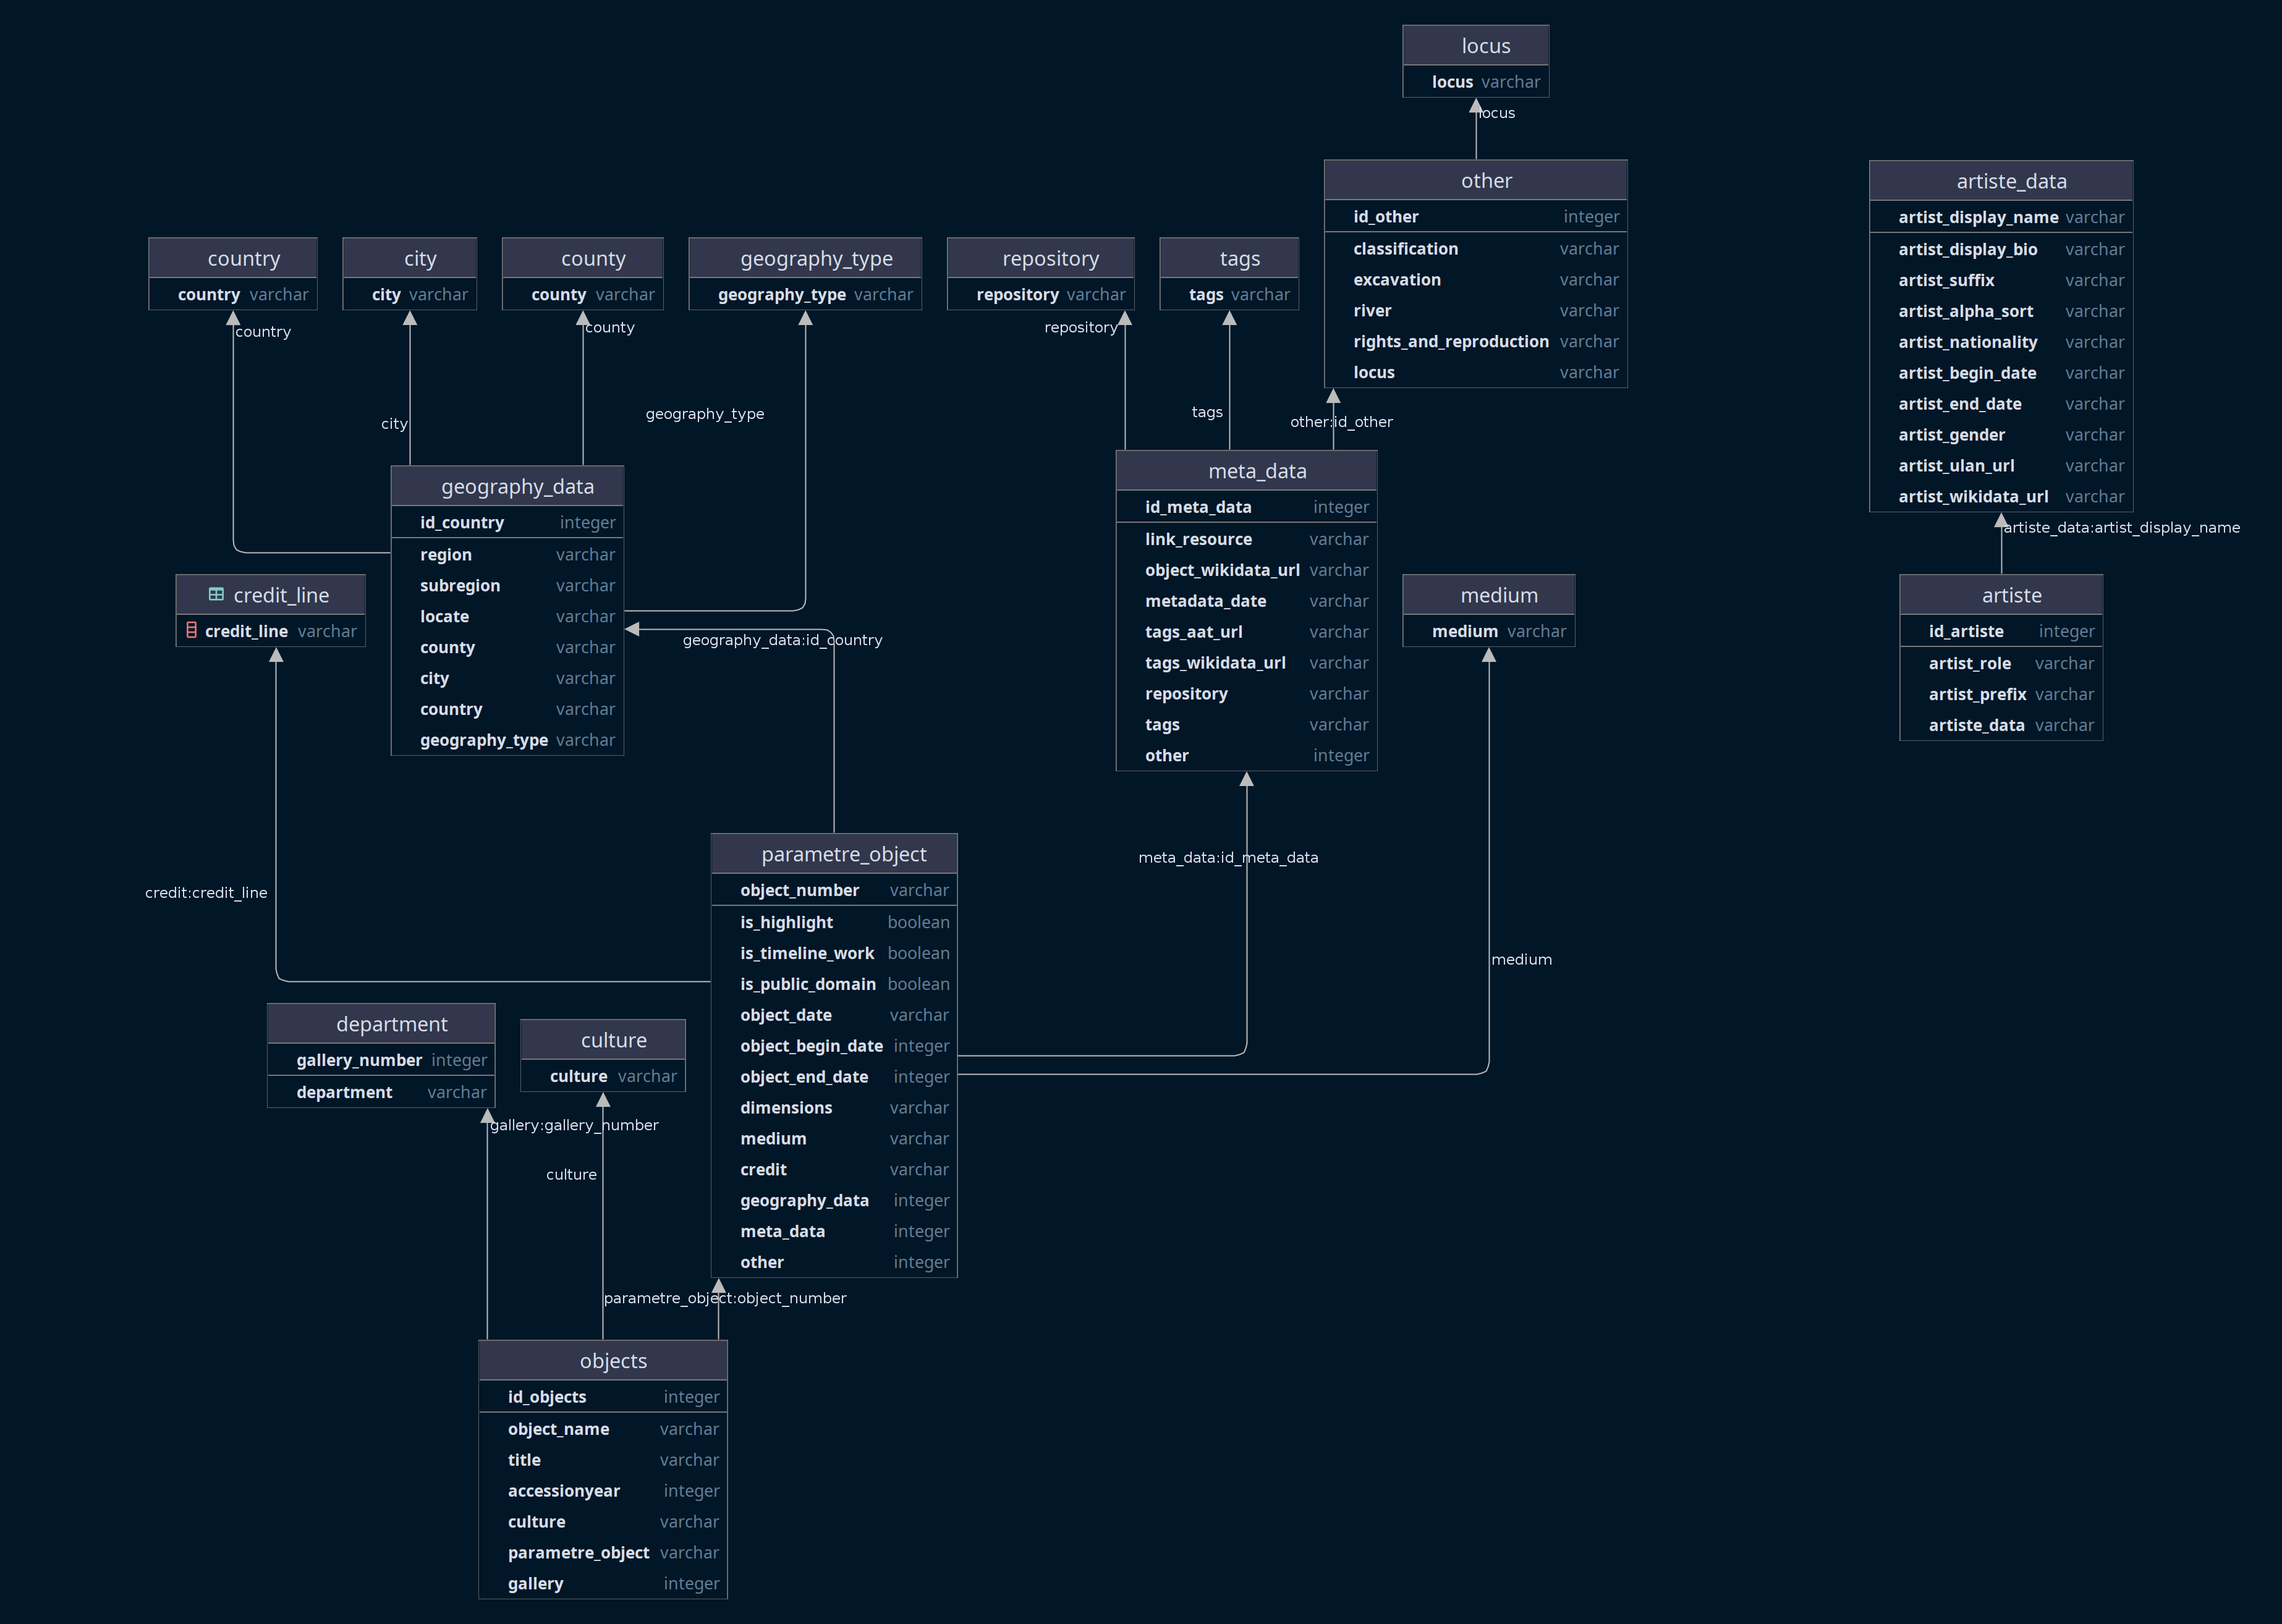 locus
locus varchar
locus
other
id_other integer
classification varchar
excavation varchar
river varchar
rights_and_reproduction varchar
locus varchar
artiste_data
artist_display_name varchar
artist_display_bio varchar
artist_suffix varchar
artist_alpha_sort varchar
artist_nationality varchar
artist_begin_date varchar
artist_end_date varchar
artist_gender varchar
artist_ulan_url varchar
artist_wikidata_url varchar
country
country varchar
city
city varchar
county
county varchar
geography_type
geography_type varchar
repository
repository varchar
tags
tags varchar
country
county
repository
geography_type
tags
city
other:id_other
geography_data
id_country integer
region varchar
subregion varchar
locate varchar
county varchar
city varchar
country varchar
geography_type varchar
meta_data
id_meta_data integer
link_resource varchar
object_wikidata_url varchar
metadata_date varchar
tags_aat_url varchar
tags_wikidata_url varchar
repository varchar
tags varchar
other integer
artiste_data:artist_display_name
credit_line
credit_line varchar
geography_data:id_country
medium
medium varchar
artiste
id_artiste integer
artist_role varchar
artist_prefix varchar
artiste_data varchar
meta_data:id_meta_data
credit:credit_line
medium
parametre_object
object_number varchar
is_highlight boolean
is_timeline_work boolean
is_public_domain boolean
object_date varchar
object_begin_date integer
object_end_date integer
dimensions varchar
medium varchar
credit varchar
geography_data integer
meta_data integer
other integer
department
gallery_number integer
department varchar
culture
culture varchar
gallery:gallery_number
culture
parametre_object:object_number
objects
id_objects integer
object_name varchar
title varchar
accessionyear integer
culture varchar
parametre_object varchar
gallery integer